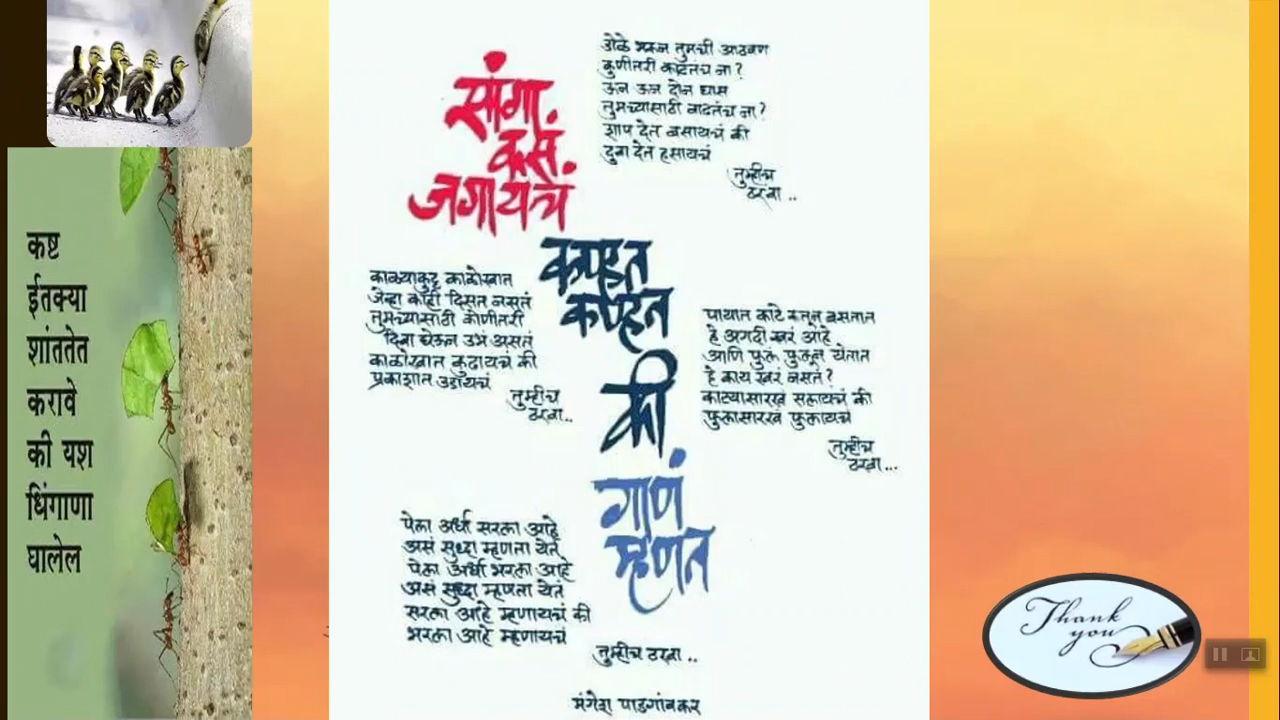 कष्ट
ईतक्या
शांततेत
करावे
की यश
धिंगाणा
घालेल
सांगा
कसं
जगायचं
कण्हत
कण्हत
की
गाणं
म्हणत
डोळे भरून तुमची आठवण
कुणीतरी काढतंच ना?
ऊन ऊन दोन घास
तुमच्यासाठी वाढतंच ना?
शाप देत बसायचं की
दुवा देत हसायचं
तुम्हीच
ठरवा..
काळ्याकुट्ट काळोखात
जेव्हा काही दिसत नसतं
तुमच्यासाठी कोणीतरी
दिवा घेऊन उभं असतं
काळोखात कुढायचं की
प्रकाशात उडायचं
तुम्हीच
ठरवा..
पायात काटे रुतून बसतात
हे अगदी खरं आहे
आणि फुलं फुलून येतात
हे काय खरं नसतं?
काट्यासारखं सलायचं की
फुलासारखं फुलायचं
तुम्हीच
ठरवा...
पेला अर्धा सरला आहे
असं सुध्दा म्हणता येतं
पेला अर्धा भरला आहे
असं सुध्दा म्हणता येतं
सरला आहे म्हणायचं की
भरला आहे म्हणायचं
तुम्हीच ठरवा..
मंगेश पाडगांवकर
Thank
you